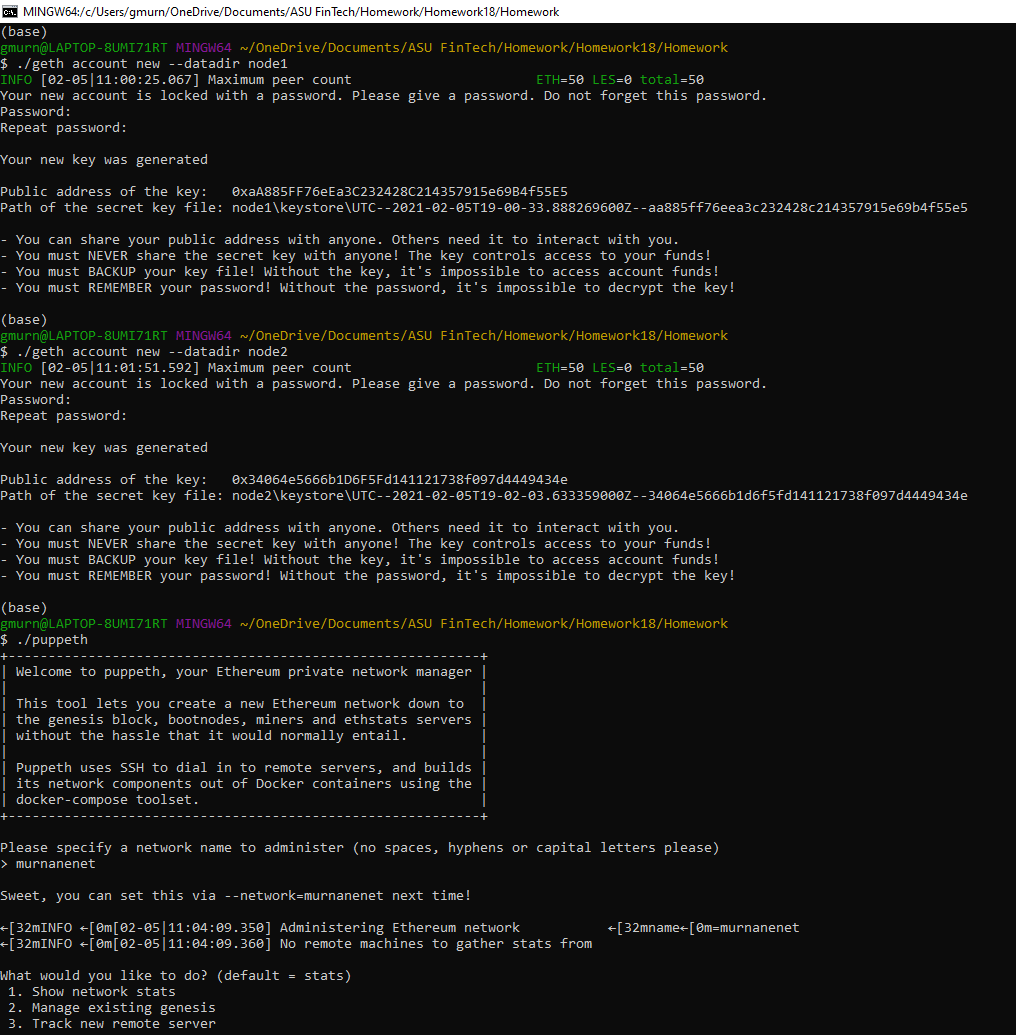 MINGW64:/c/Users/gmurn/OneDrive/Documents/ASU FinTech/Homework/Homework18/Homework
(base)
gmurn@LAPTOP-8UMI71RT MINGW64 ~/OneDrive/Documents/ASU FinTech/Homework/Homework18/Homework
$ ./geth account new --datadir node1
INFO [02-05|11:00:25.067] Maximum peer count                       ETH=50 LES=0 total=50
Your new account is locked with a password. Please give a password. Do not forget this password.
Password:
Repeat password:
Your new key was generated
Public address of the key:   0xaA885FF76eEa3C232428C214357915e69B4f55E5
Path of the secret key file: node1\keystore\UTC--2021-02-05T19-00-33.888269600Z--aa885ff76eea3c232428c214357915e69b4f55e5
- You can share your public address with anyone. Others need it to interact with you.
- You must NEVER share the secret key with anyone! The key controls access to your funds!
- You must BACKUP your key file! Without the key, it's impossible to access account funds!
- You must REMEMBER your password! Without the password, it's impossible to decrypt the key!
(base)
gmurn@LAPTOP-8UMI71RT MINGW64 ~/OneDrive/Documents/ASU FinTech/Homework/Homework18/Homework
$ ./geth account new --datadir node2
INFO [02-05|11:01:51.592] Maximum peer count                       ETH=50 LES=0 total=50
Your new account is locked with a password. Please give a password. Do not forget this password.
Password:
Repeat password:
Your new key was generated
Public address of the key:   0x34064e5666b1D6F5Fd141121738f097d4449434e
Path of the secret key file: node2\keystore\UTC--2021-02-05T19-02-03.633359000Z--34064e5666b1d6f5fd141121738f097d4449434e
- You can share your public address with anyone. Others need it to interact with you.
- You must NEVER share the secret key with anyone! The key controls access to your funds!
- You must BACKUP your key file! Without the key, it's impossible to access account funds!
- You must REMEMBER your password! Without the password, it's impossible to decrypt the key!
(base)
gmurn@LAPTOP-8UMI71RT MINGW64 ~/OneDrive/Documents/ASU FinTech/Homework/Homework18/Homework
$ ./puppeth
+-----------------------------------------------------------+
| Welcome to puppeth, your Ethereum private network manager |
|                                                           |
| This tool lets you create a new Ethereum network down to  |
| the genesis block, bootnodes, miners and ethstats servers |
| without the hassle that it would normally entail.         |
|                                                           |
| Puppeth uses SSH to dial in to remote servers, and builds |
| its network components out of Docker containers using the |
| docker-compose toolset.                                   |
+-----------------------------------------------------------+
Please specify a network name to administer (no spaces, hyphens or capital letters please)
> murnanenet
Sweet, you can set this via --network=murnanenet next time!
←[32mINFO ←[0m[02-05|11:04:09.350] Administering Ethereum network           ←[32mname←[0m=murnanenet
←[32mINFO ←[0m[02-05|11:04:09.360] No remote machines to gather stats from
What would you like to do? (default = stats)
1. Show network stats
2. Manage existing genesis
3. Track new remote server